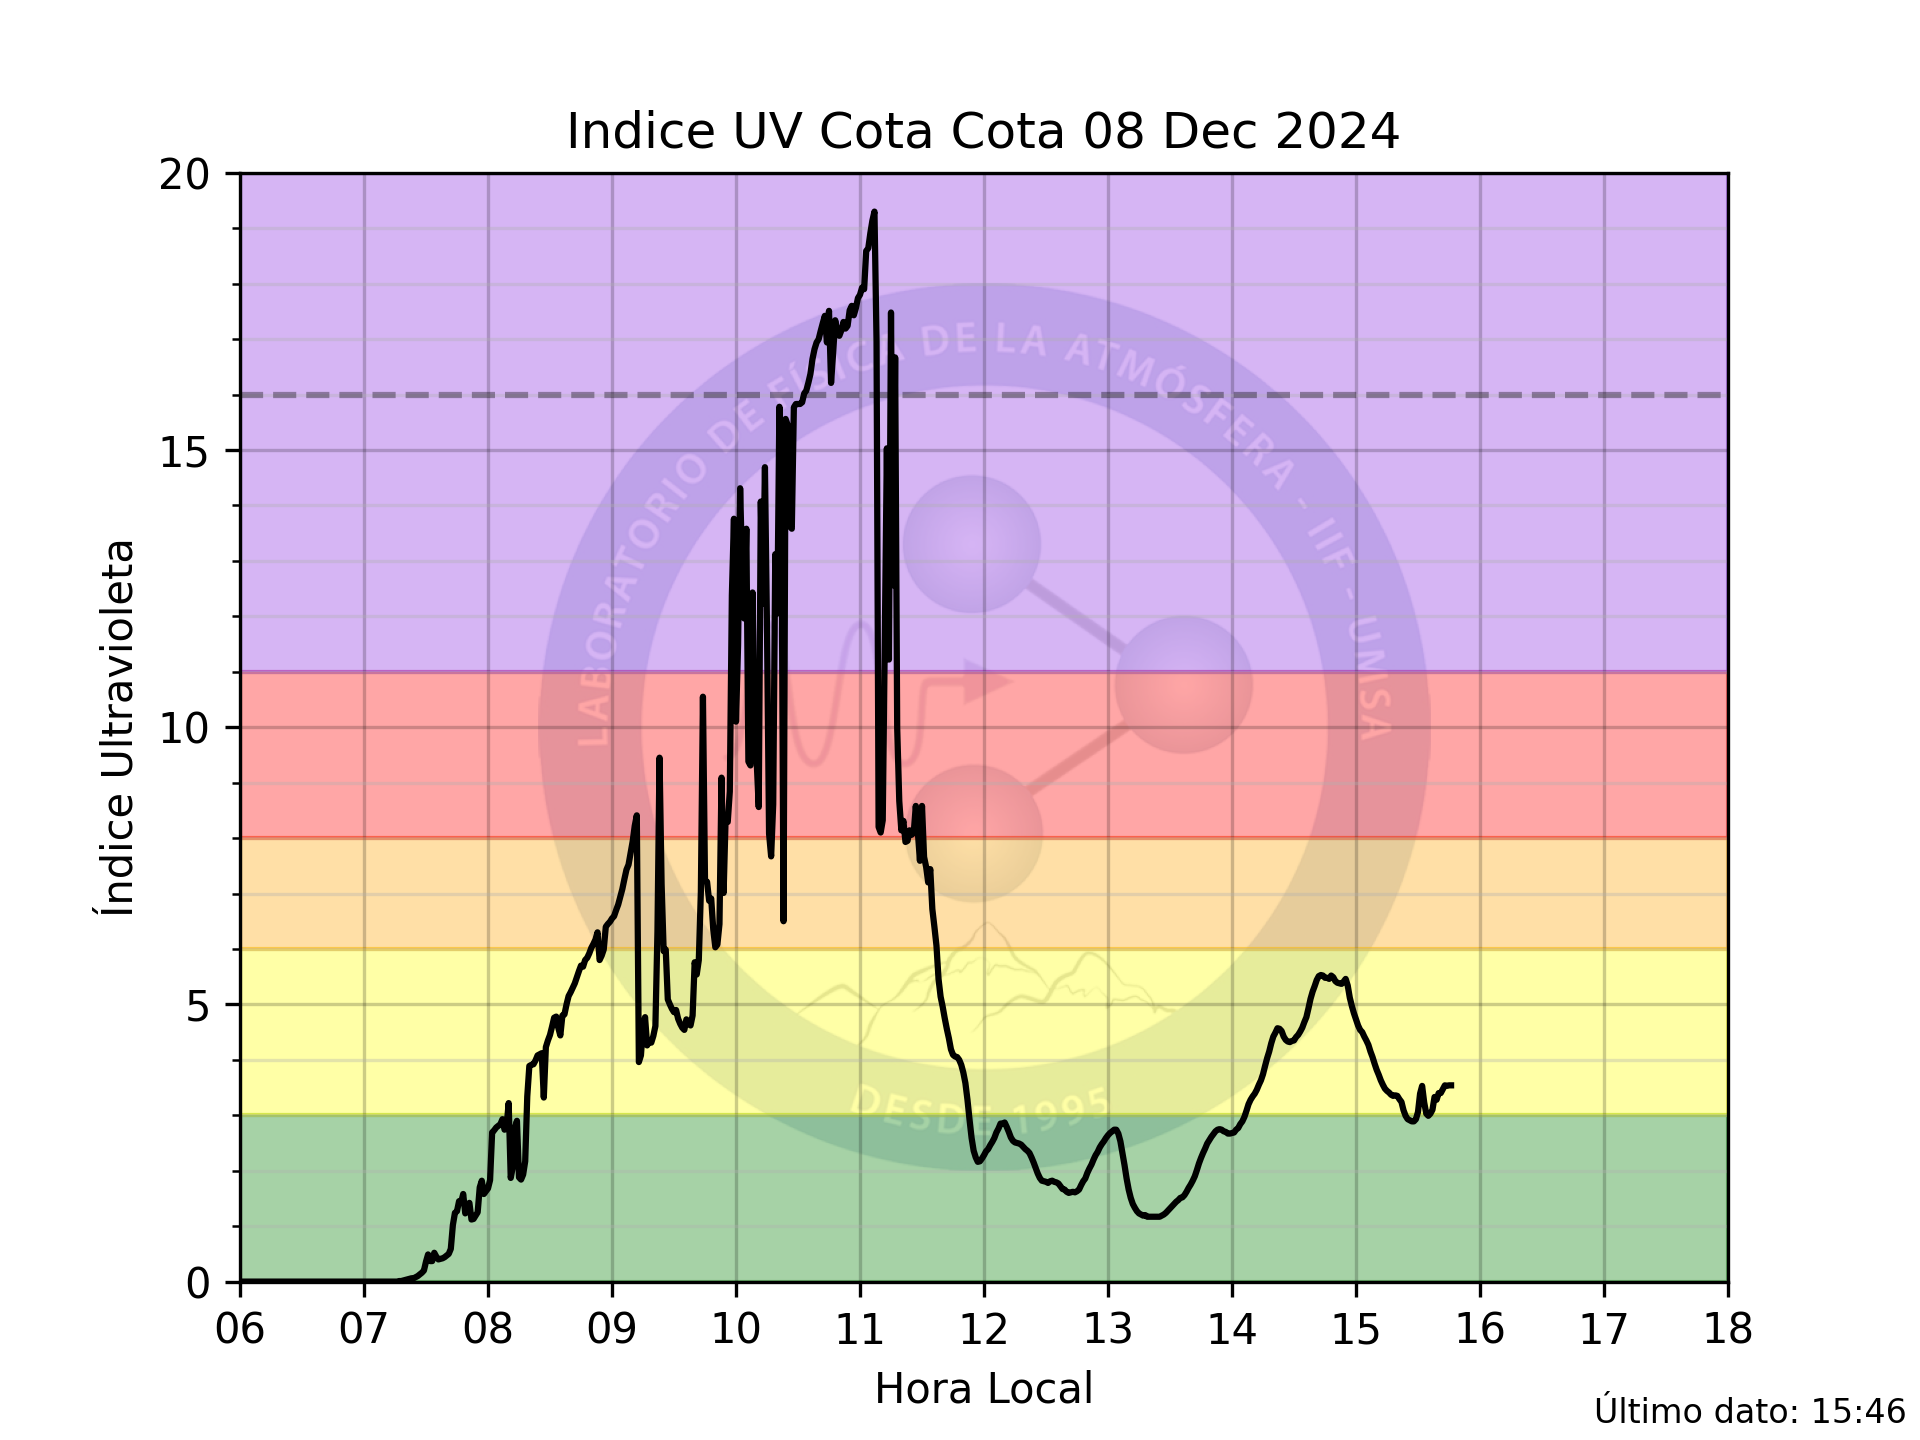 Indice UV Cota Cota 08 Dec 2024
20
15
10
5
0
Índice Ultravioleta
LABORATORIO DE FÍSICA DE LA ATMÓSFERA - IIF - UMSA
DESDE 1995
06 07 08 09 10 11 12 13 14 15 16 17 18
Hora Local
Último dato: 15:46